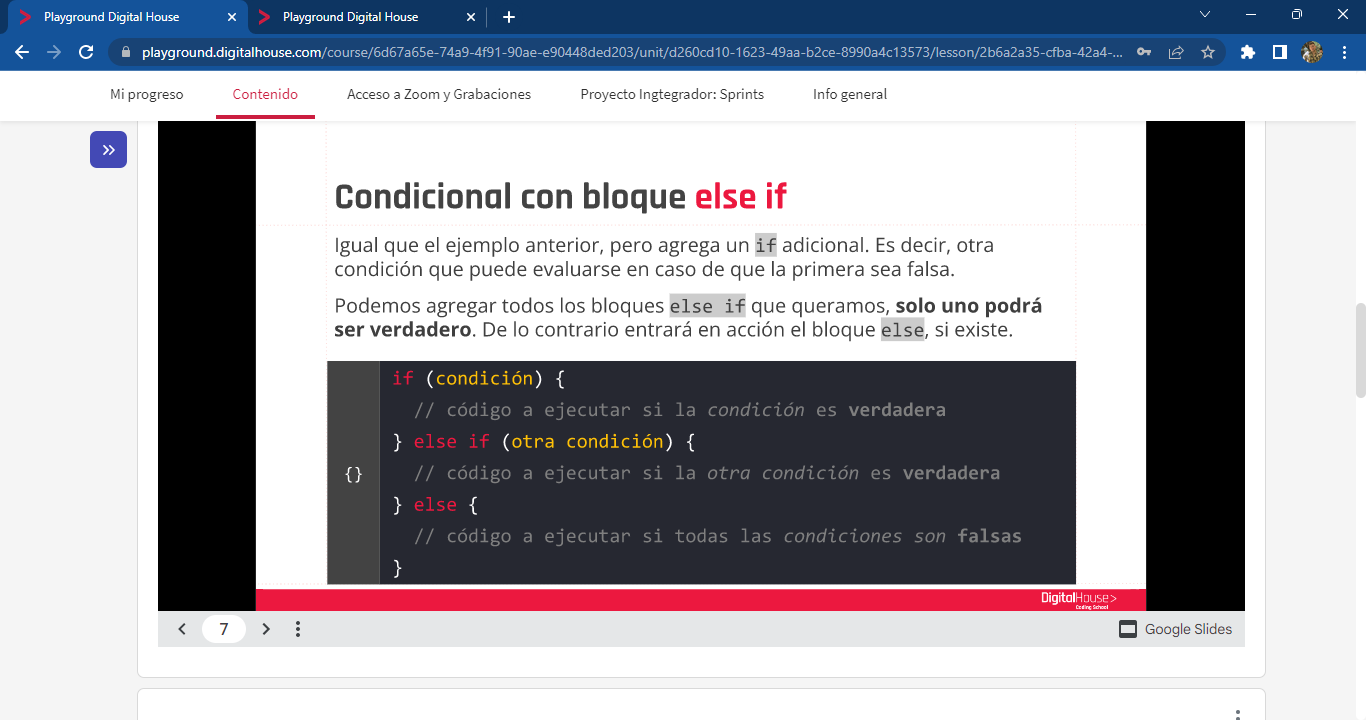 Playground Digital House
Playground Digital House
playground.digitalhouse.com/course/6d67a65e-74a9-4f91-90ae-e90448ded203/unit/d260cd10-1623-49aa-b2ce-8990a4c13573/lesson/2b6a2a35-cfba-42a4-...
Mi progreso Contenido Acceso a Zoom y Grabaciones Proyecto Ingtegrador: Sprints Info general
Condicional con bloque else if
Igual que el ejemplo anterior, pero agrega un if adicional. Es decir, otra
condición que puede evaluarse en caso de que la primera sea falsa.
Podemos agregar todos los bloques else if que queramos, solo uno podrá
ser verdadero. De lo contrario entrará en acción el bloque else, si existe.
{}
if (condición) {
// código a ejecutar si la condición es verdadera
} else if (otra condición) {
// código a ejecutar si la otra condición es verdadera
} else {
// código a ejecutar si todas las condiciones son falsas
}
DigitalHouse>
Coding School
7
Google Slides